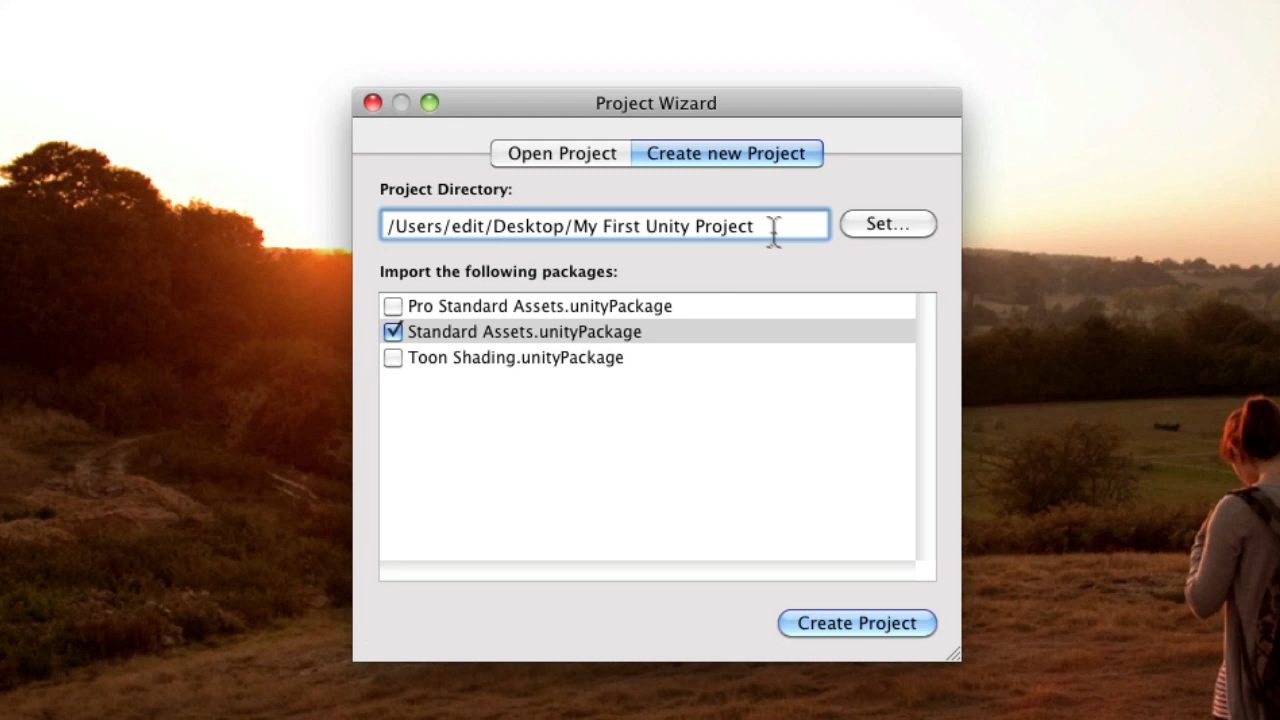 Project Wizard
Open Project
Create new Project
Project Directory:
/Users/edit/Desktop/My First Unity Project
Set...
Import the following packages:
Pro Standard Assets.unityPackage
Standard Assets.unityPackage
Toon Shading.unityPackage
Create Project